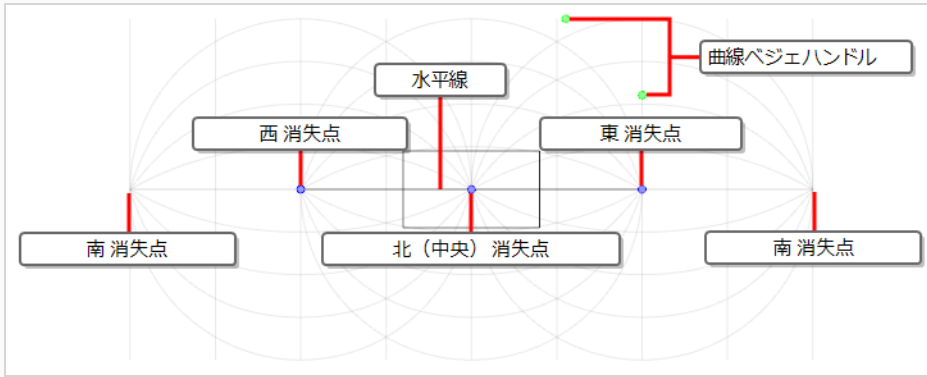 曲線ベジェハンドル
水平線
西 消失点
東 消失点
南 消失点
北（中央） 消失点
南 消失点